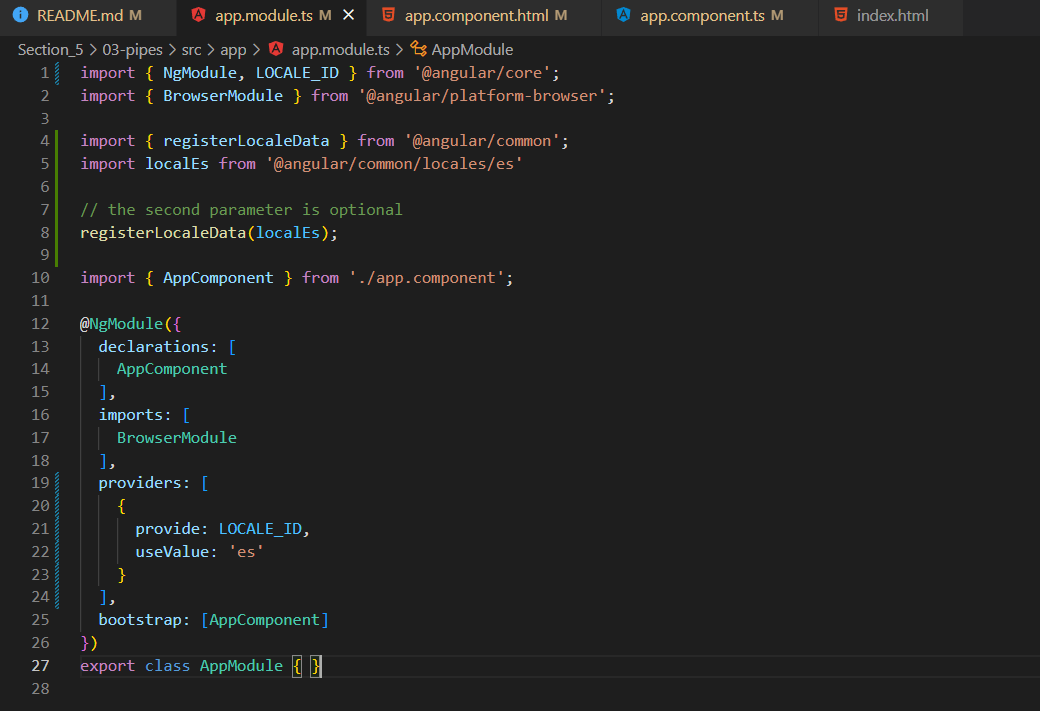 README.md M app.module.ts M app.component.html M app.component.ts M index.html
Section_5 > 03-pipes > src > app > app.module.ts > AppModule
1 import { NgModule, LOCALE_ID } from '@angular/core';
2 import { BrowserModule } from '@angular/platform-browser';
3
4 import { registerLocaleData } from '@angular/common';
5 import localEs from '@angular/common/locales/es'
6
7 // the second parameter is optional
8 registerLocaleData(localEs);
9
10 import { AppComponent } from './app.component';
11
12 @NgModule({
13 declarations: [
14 AppComponent
15 ],
16 imports: [
17 BrowserModule
18 ],
19 providers: [
20 {
21 provide: LOCALE_ID,
22 useValue: 'es'
23 }
24 ],
25 bootstrap: [AppComponent]
26 })
27 export class AppModule { }
28